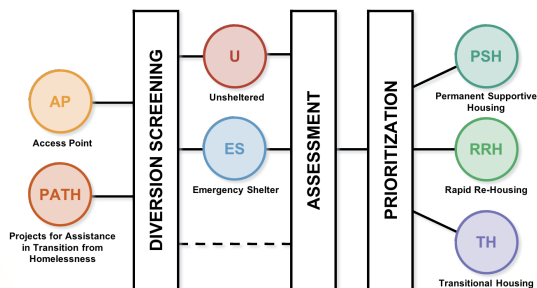 AP
Access Point
PATH
Projects for Assistance
in Transition from
Homelessness
DIVERSION SCREENING
U
Unsheltered
ES
Emergency Shelter
ASSESSMENT
PRIORITIZATION
PSH
Permanent Supportive
Housing
RRH
Rapid Re-Housing
TH
Transitional Housing